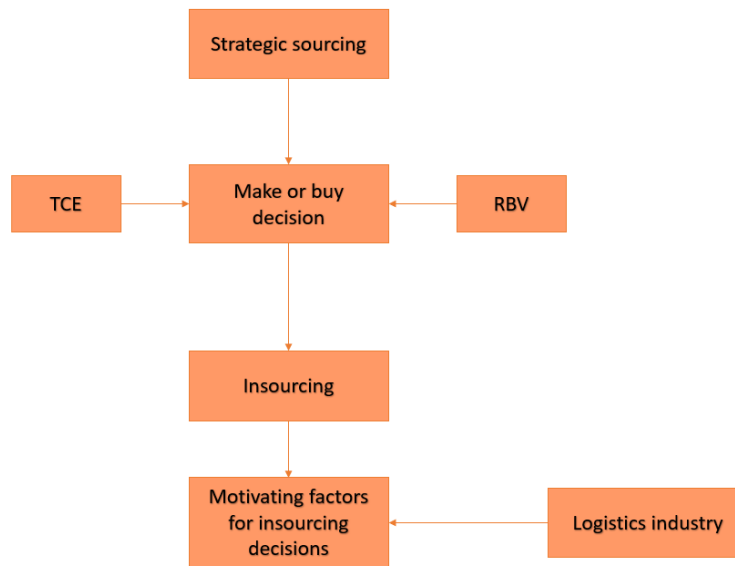 Strategic sourcing
TCE
Make or buy
decision
RBV
Insourcing
Motivating factors
for insourcing
decisions
Logistics industry